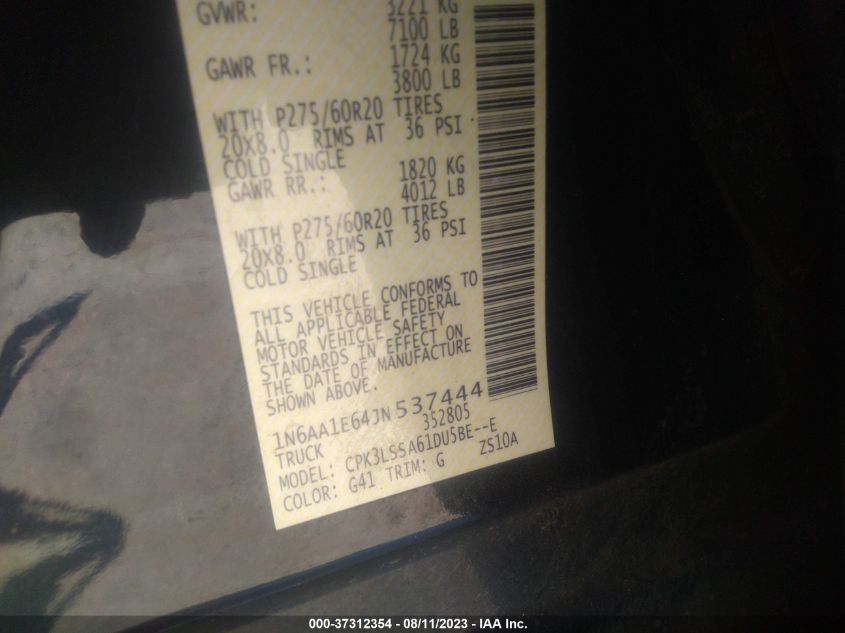 GVWR: 3221 KG
7100 LB
GAWR FR.: 1724 KG
3800 LB
WITH P275/60R20 TIRES
20X8.0 RIMS AT 36 PSI
COLD SINGLE
GAWR RR.: 1820 KG
4012 LB
WITH P275/60R20 TIRES
20X8.0 RIMS AT 36 PSI
COLD SINGLE
THIS VEHICLE CONFORMS TO
ALL APPLICABLE FEDERAL
MOTOR VEHICLE SAFETY
STANDARDS IN EFFECT ON
THE DATE OF MANUFACTURE
SHOWN ABOVE.
1N6AA1E64JN537444
TRUCK 352805
MODEL: CPK3LSSA61DU5BE--E
COLOR: G41 TRIM: G ZS10A
000-37312354 - 08/11/2023 - IAA Inc.